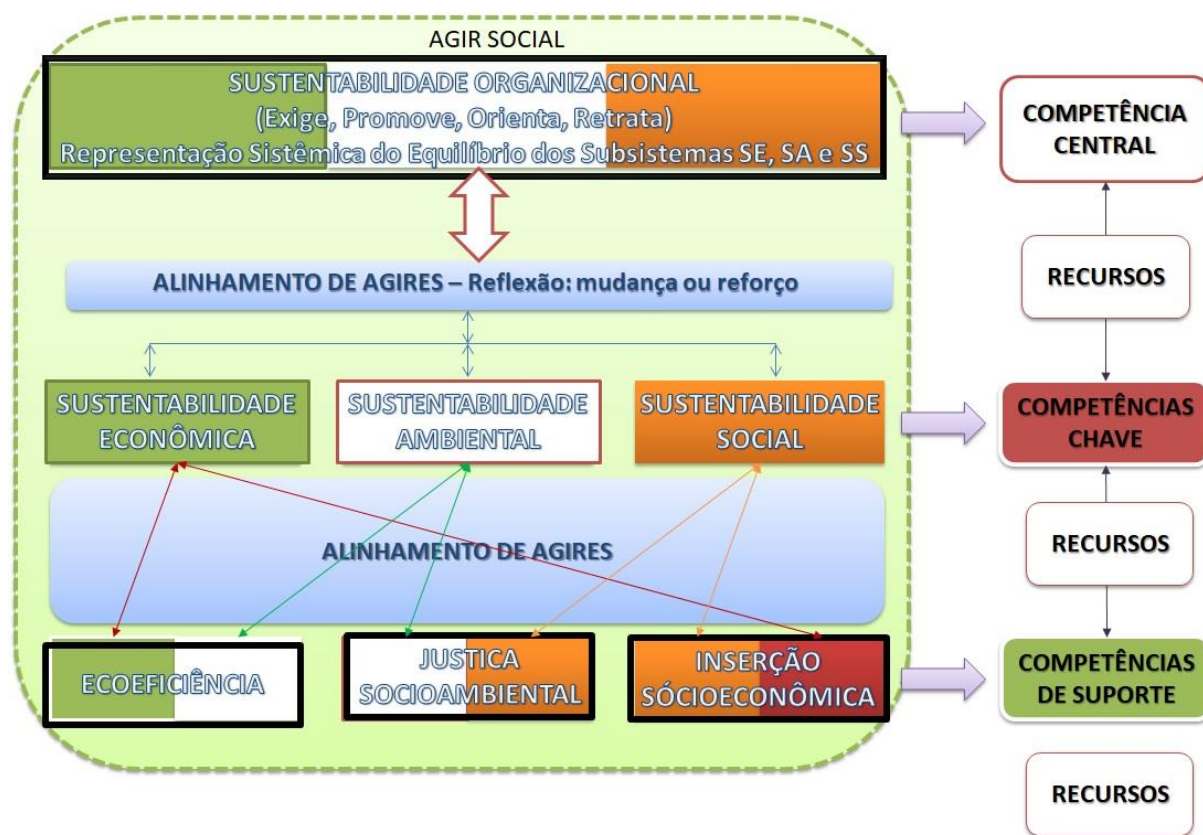 AGIR SOCIAL
SUSTENTABILIDADE ORGANIZACIONAL
(Exige, Promove, Orienta, Retrata)
Representação Sistêmica do Equilíbrio dos Subsistemas SE, SA e SS
COMPETÊNCIA
CENTRAL
ALINHAMENTO DE AGIRES – Reflexão: mudança ou reforço
RECURSOS
SUSTENTABILIDADE
ECONÔMICA
SUSTENTABILIDADE
AMBIENTAL
SUSTENTABILIDADE
SOCIAL
COMPETÊNCIAS
CHAVE
ALINHAMENTO DE AGIRES
RECURSOS
ECOEFICIÊNCIA
JUSTICA
SOCIOAMBIENTAL
INSERÇÃO
SÓCIOECONÔMICA
COMPETÊNCIAS
DE SUPORTE
RECURSOS